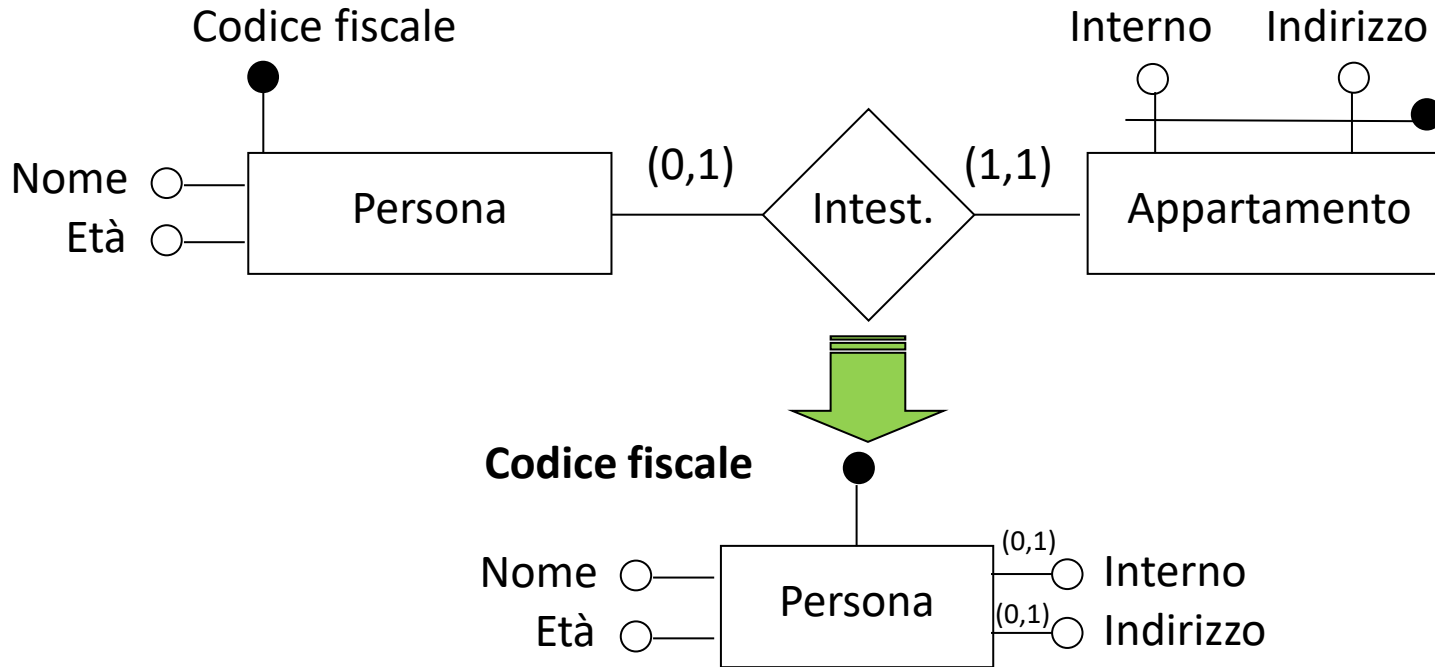 Codice fiscale
Interno Indirizzo
Nome
Età
Persona
(0,1)
Intest.
(1,1)
Appartamento
Codice fiscale
Nome
Età
Persona
(0,1)
Interno
(0,1)
Indirizzo